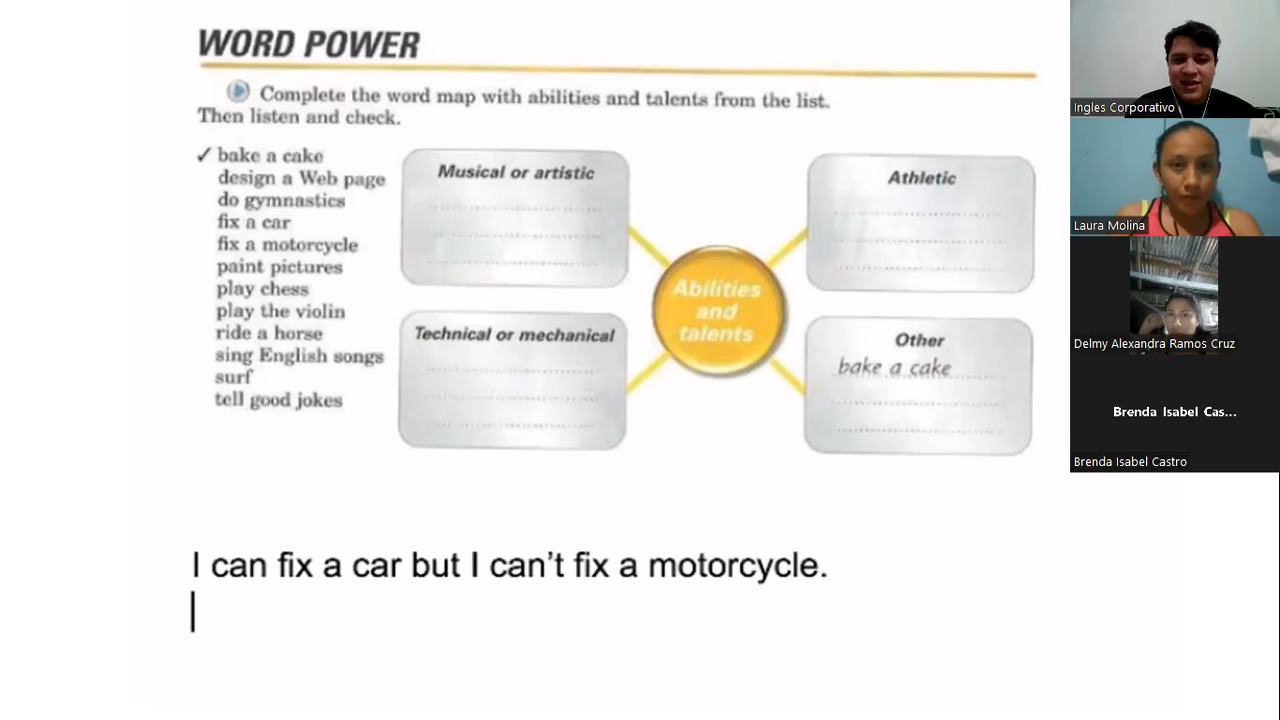 WORD POWER
Complete the word map with abilities and talents from the list.
Then listen and check.
✓ bake a cake
design a Web page
do gymnastics
fix a car
fix a motorcycle
paint pictures
play chess
play the violin
ride a horse
sing English songs
surf
tell good jokes
Musical or artistic
Athletic
Abilities
and
talents
Technical or mechanical
Other
bake a cake
I can fix a car but I can't fix a motorcycle.
Ingles Corporativo
Laura Molina
Delmy Alexandra Ramos Cruz
Brenda Isabel Cas...
Brenda Isabel Castro